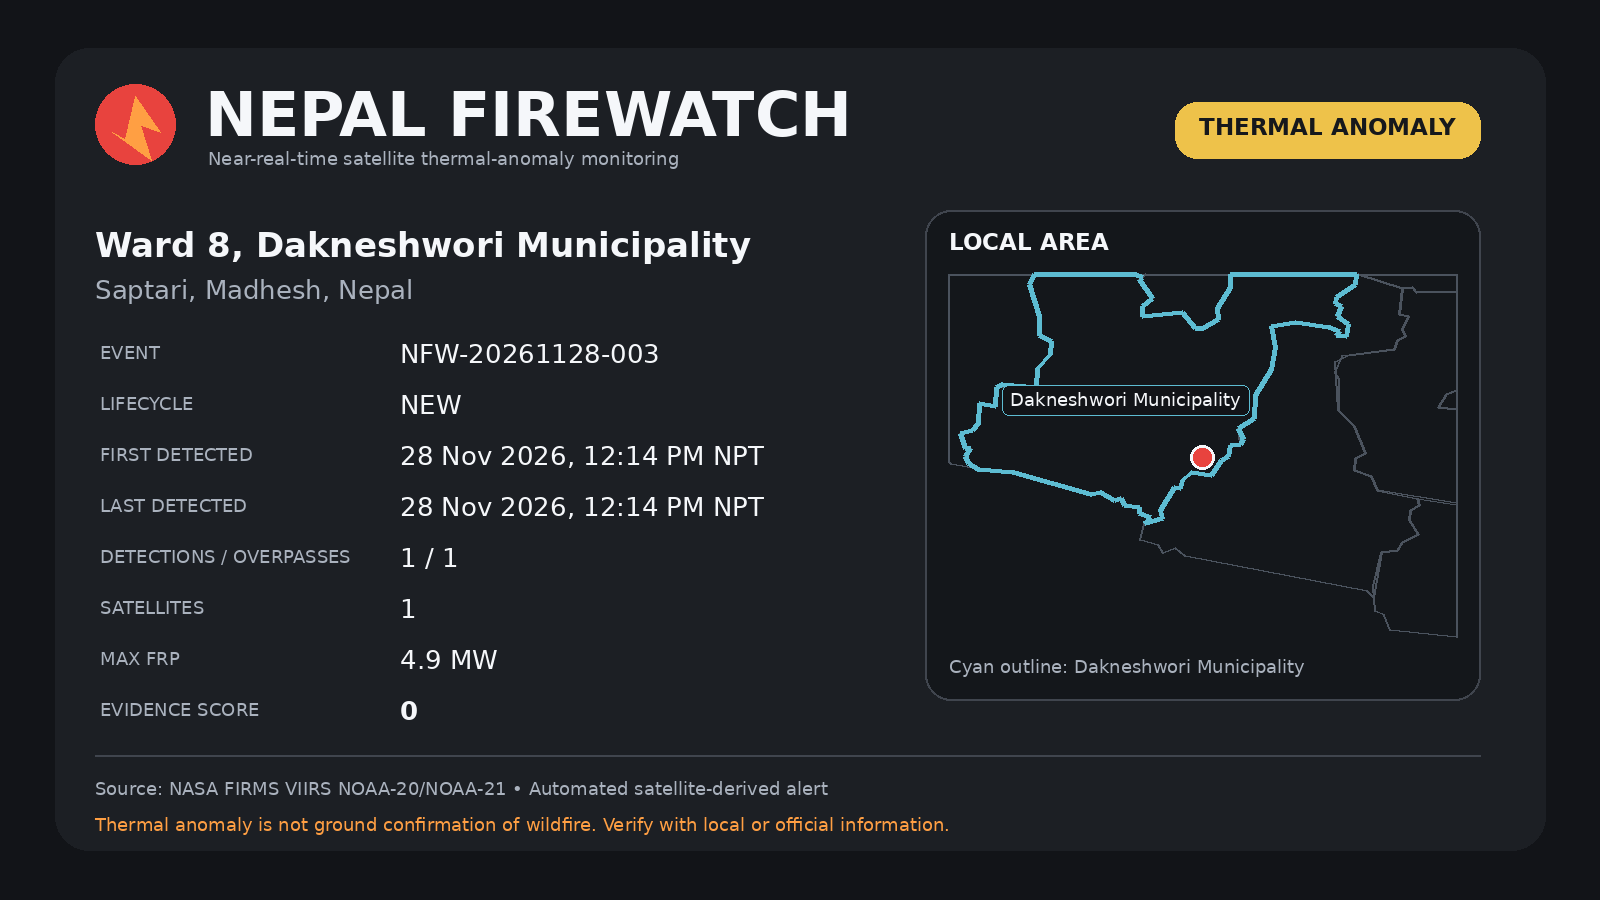 NEPAL FIREWATCH
Near-real-time satellite thermal-anomaly monitoring
THERMAL ANOMALY
Ward 8, Dakneshwori Municipality
Saptari, Madhesh, Nepal
EVENT NFW-20261128-003
LIFECYCLE NEW
FIRST DETECTED 28 Nov 2026, 12:14 PM NPT
LAST DETECTED 28 Nov 2026, 12:14 PM NPT
DETECTIONS / OVERPASSES 1 / 1
SATELLITES 1
MAX FRP 4.9 MW
EVIDENCE SCORE 0
LOCAL AREA
Dakneshwori Municipality
Cyan outline: Dakneshwori Municipality
Source: NASA FIRMS VIIRS NOAA-20/NOAA-21 • Automated satellite-derived alert
Thermal anomaly is not ground confirmation of wildfire. Verify with local or official information.